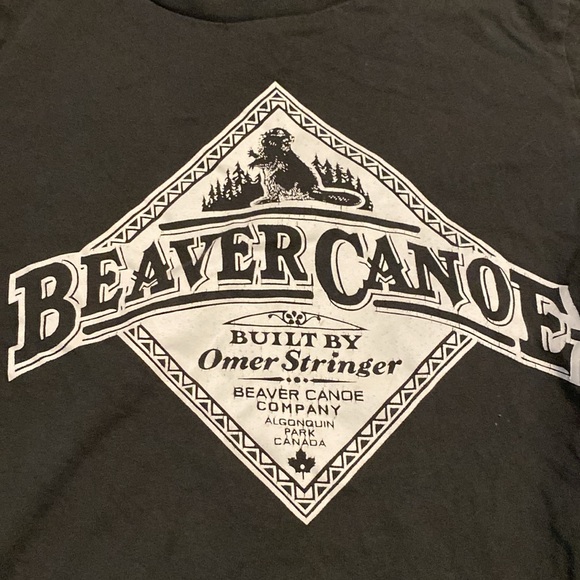 BEAVER CANOE
BUILT BY
Omer Stringer
BEAVER CANOE
COMPANY
ALGONQUIN
PARK
CANADA